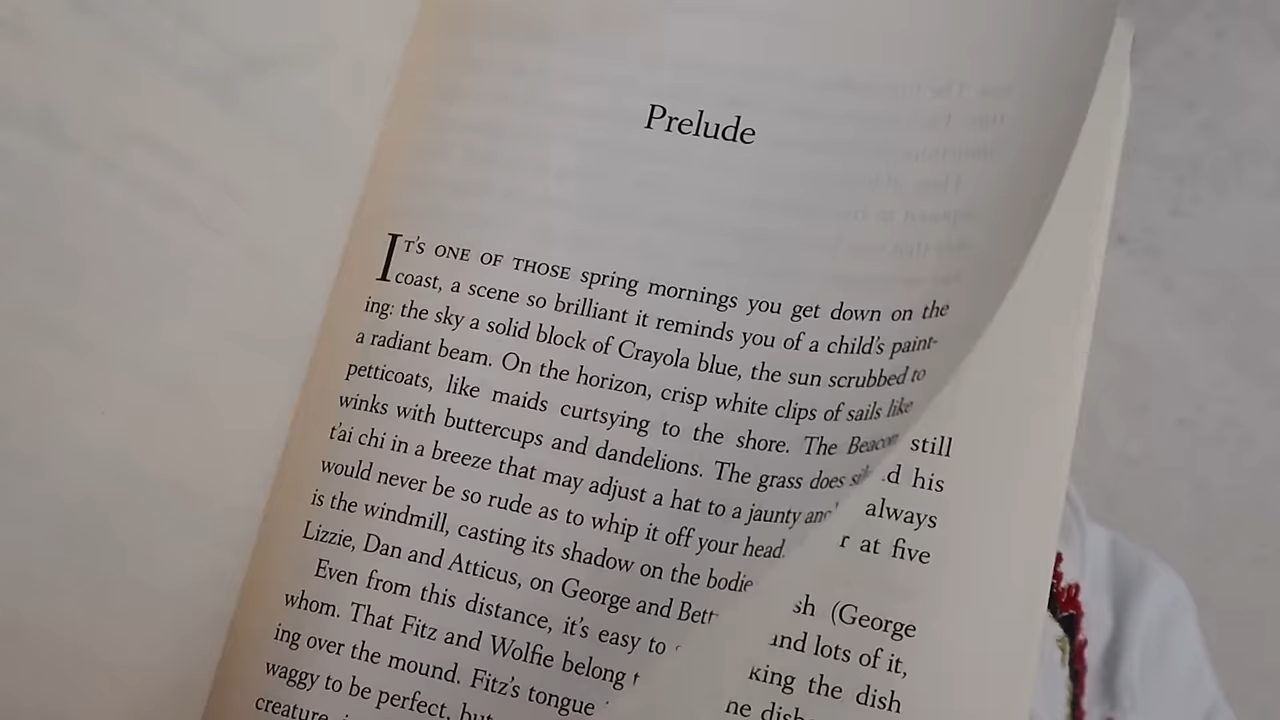 Prelude
IT'S ONE OF THOSE spring mornings you get down on the
coast, a scene so brilliant it reminds you of a child's paint-
ing: the sky a solid block of Crayola blue, the sun scrubbed to
a radiant beam. On the horizon, crisp white clips of sails like
petticoats, like maids curtsying to the shore. The Beacon still
winks with buttercups and dandelions. The grass does
t'ai chi in a breeze that may adjust a hat to a jaunty
would never be so rude as to whip it off your head.
is the windmill, casting its shadow on the
Lizzie, Dan and Atticus, on George and
Even from this distance, it's easy to
whom. That Fitz and Wolfie belong
ing over the mound. Fitz's tongue
waggy to be perfect,
creature
still
his
always
at five
(George
and lots of it,
the dish